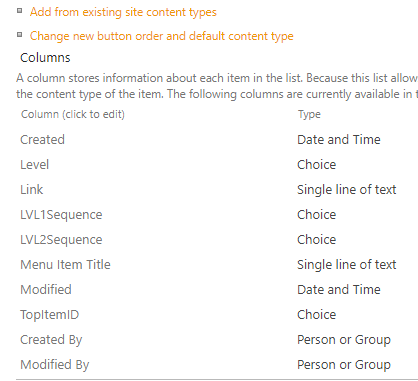 Add from existing site content types
Change new button order and default content type
Columns
A column stores information about each item in the list. Because this list allow
the content type of the item. The following columns are currently available in t
Column (click to edit) Type
Created Date and Time
Level Choice
Link Single line of text
LVL1Sequence Choice
LVL2Sequence Choice
Menu Item Title Single line of text
Modified Date and Time
TopItemID Choice
Created By Person or Group
Modified By Person or Group